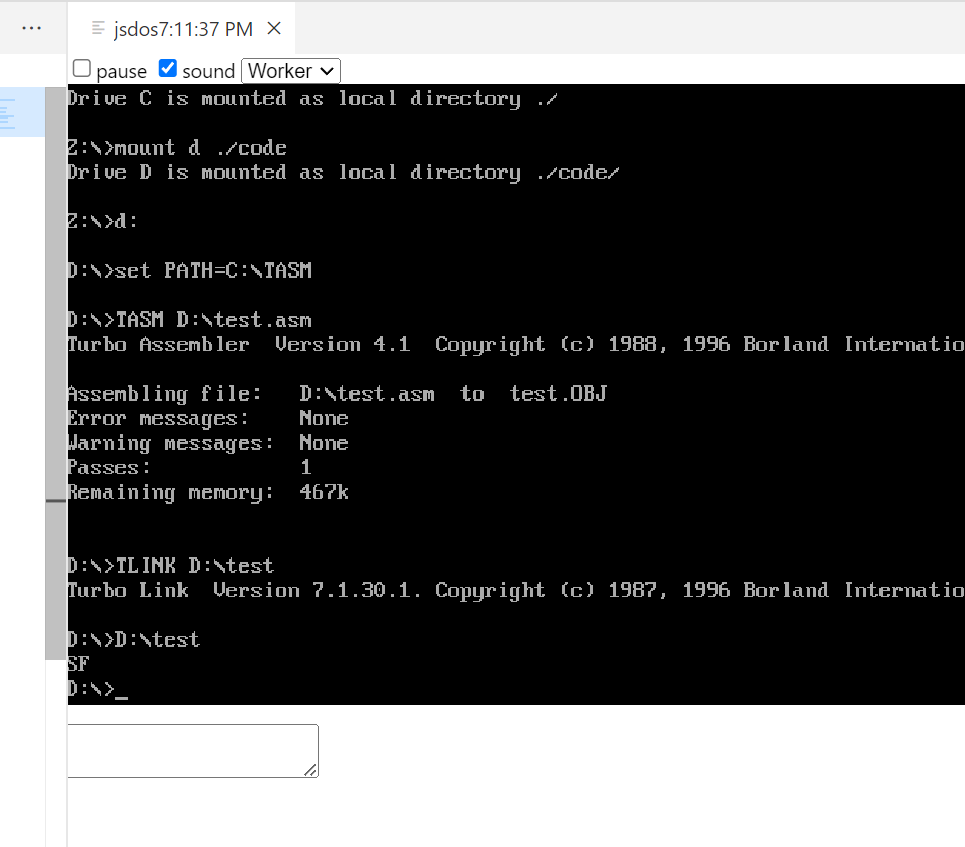 ...
jsdos7:11:37 PM
pause sound Worker
Drive C is mounted as local directory ./
Z:\>mount d ./code
Drive D is mounted as local directory ./code/
Z:\>d:
D:\>set PATH=C:\TASM
D:\>TASM D:\test.asm
Turbo Assembler  Version 4.1  Copyright (c) 1988, 1996 Borland Internatio
Assembling file:   D:\test.asm  to  test.OBJ
Error messages:    None
Warning messages:  None
Passes:            1
Remaining memory:  467k
D:\>TLINK D:\test
Turbo Link  Version 7.1.30.1. Copyright (c) 1987, 1996 Borland Internatio
D:\>D:\test
SF
D:\>_